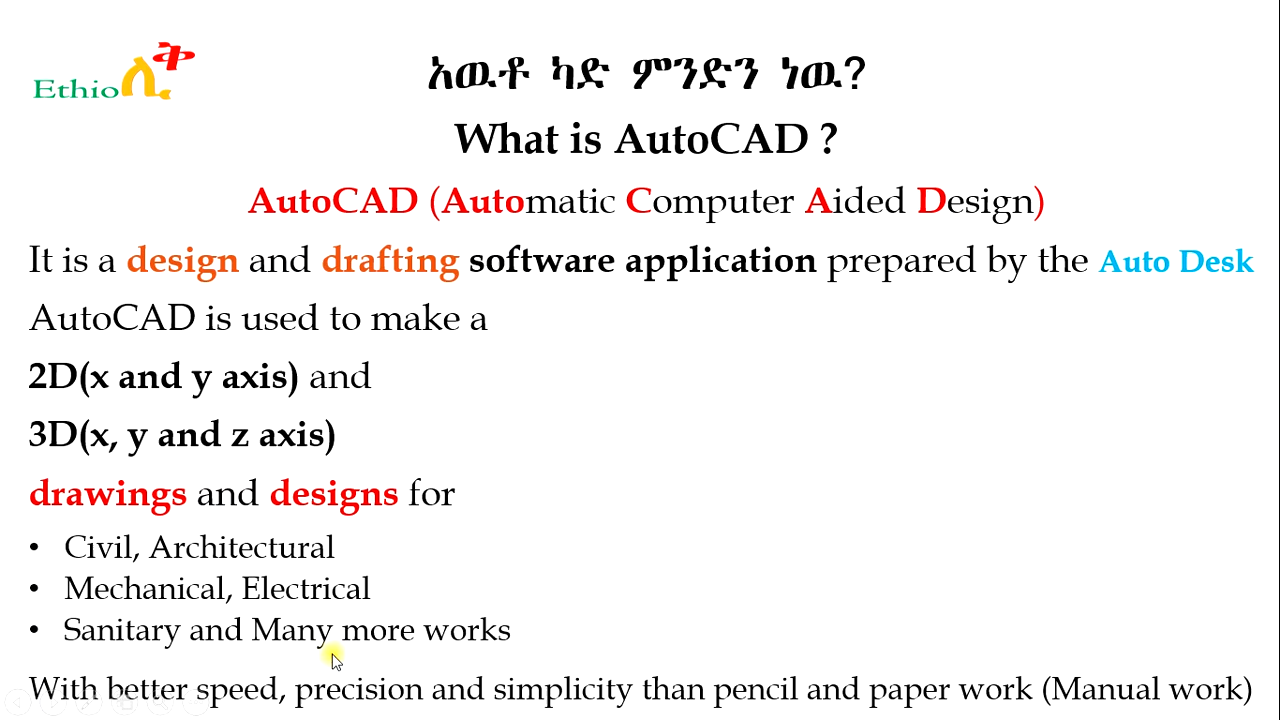 Ethio ሊቅ
አዉቶ ካድ ምንድን ነዉ?
What is AutoCAD ?
AutoCAD (Automatic Computer Aided Design)
It is a design and drafting software application prepared by the Auto Desk
AutoCAD is used to make a
2D(x and y axis) and
3D(x, y and z axis)
drawings and designs for
• Civil, Architectural
• Mechanical, Electrical
• Sanitary and Many more works
With better speed, precision and simplicity than pencil and paper work (Manual work)